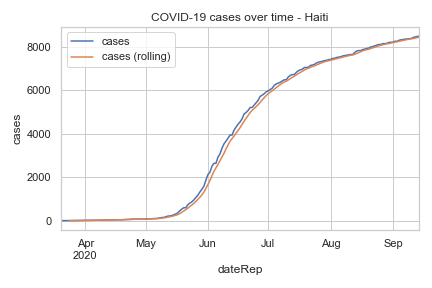 COVID-19 cases over time - Haiti
cases
cases (rolling)
8000
6000
4000
2000
0
cases
Apr
2020
May
Jun
Jul
Aug
Sep
dateRep